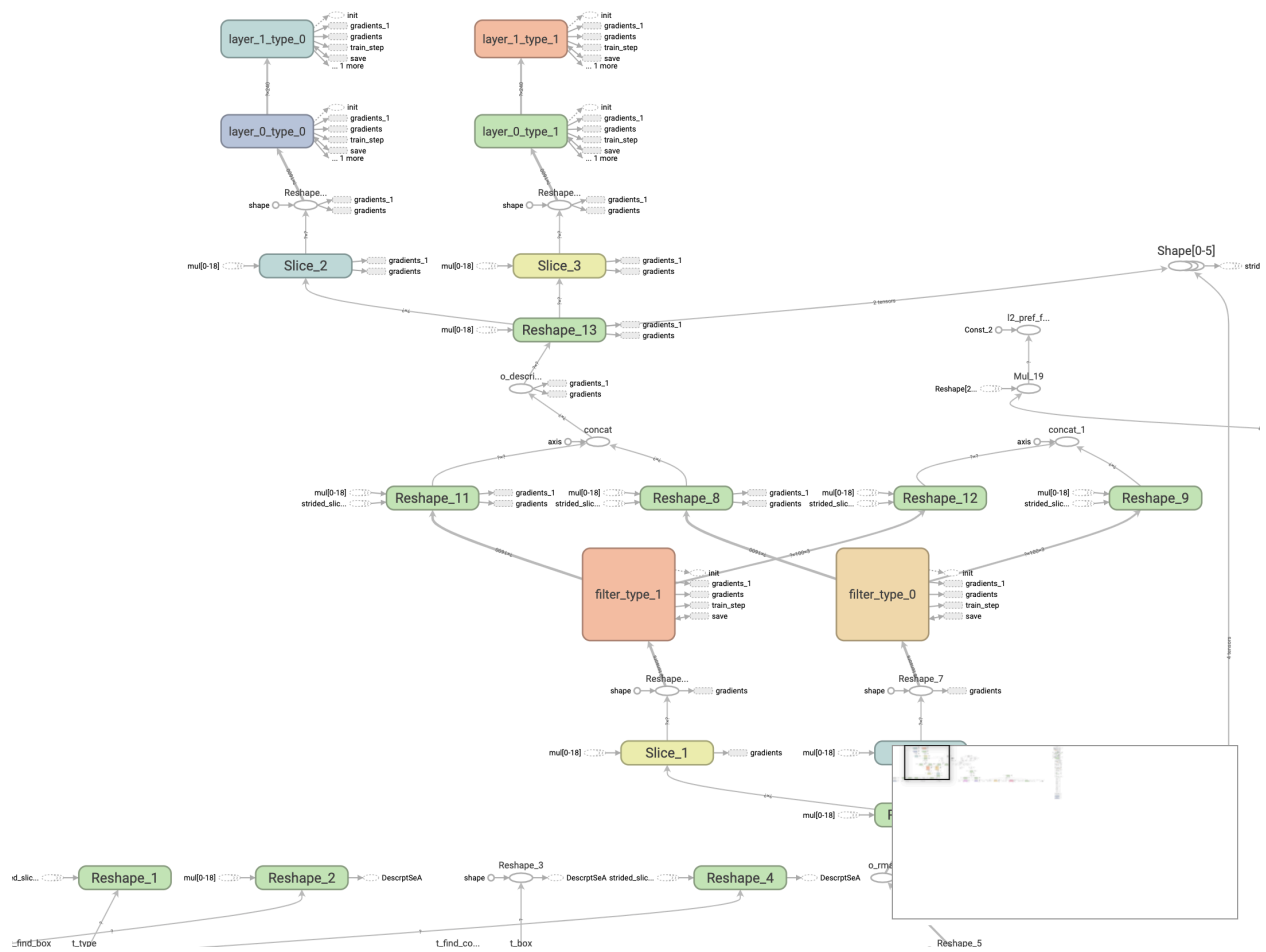 init
gradients_1
layer_1_type_0
gradients
train_step
save
... 1 more
init
gradients_1
layer_1_type_1
gradients
train_step
save
... 1 more
init
gradients_1
layer_0_type_0
gradients
train_step
save
... 1 more
init
gradients_1
layer_0_type_1
gradients
train_step
save
... 1 more
Reshape...
shape
gradients_1
gradients
Reshape...
shape
gradients_1
gradients
mul[0-18]
Slice_2
gradients_1
gradients
mul[0-18]
Slice_3
gradients_1
gradients
Shape[0-5]
strid
2 tensors
mul[0-18]
Reshape_13
gradients_1
gradients
l2_pref_f...
Const_2
o_descri...
gradients_1
gradients
Mul_19
Reshape[2...
concat
axis
concat_1
axis
mul[0-18]
strided_slic...
Reshape_11
gradients_1
gradients
mul[0-18]
strided_slic...
Reshape_8
gradients_1
gradients
mul[0-18]
strided_slic...
Reshape_12
mul[0-18]
strided_slic...
Reshape_9
filter_type_1
init
gradients_1
gradients
train_step
save
filter_type_0
init
gradients_1
gradients
train_step
save
4 tensors
Reshape...
shape
gradients
Reshape_7
shape
gradients
mul[0-18]
Slice_1
gradients
mul[0-18]
mul[0-18]
Reshape_1
mul[0-18]
Reshape_2
DescrptSeA
Reshape_3
shape
DescrptSeA
strided_slic...
Reshape_4
DescrptSeA
_find_box
t_type
t_find_co...
t_box
Reshape_5